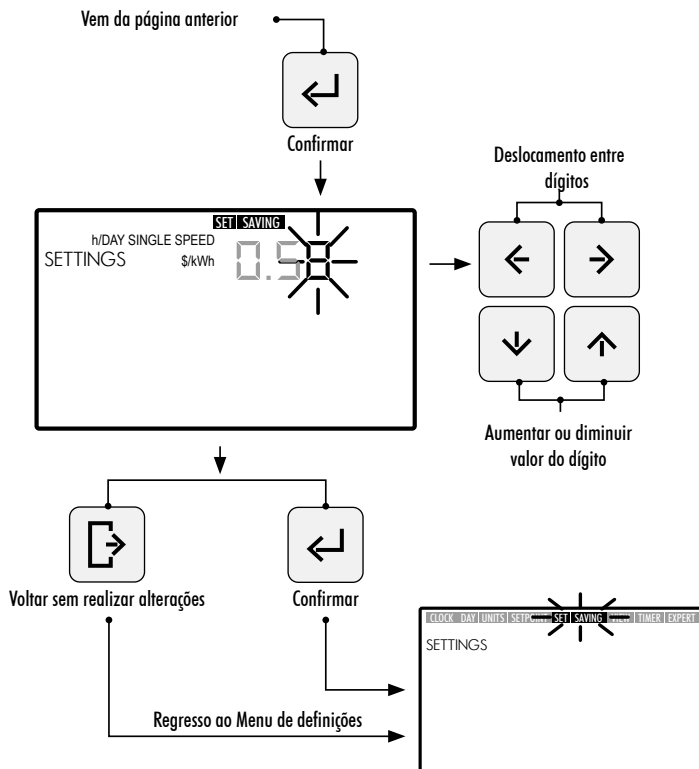 Vem da página anterior
Confirmar
Deslocamento entre
dígitos
SET SAVING
h/DAY SINGLE SPEED
SETTINGS $/kWh 0.58
Aumentar ou diminuir
valor do dígito
Voltar sem realizar alterações
Confirmar
CLOCK DAY UNITS SET SAVING TIMER EXPERT
SETTINGS
Regresso ao Menu de definições